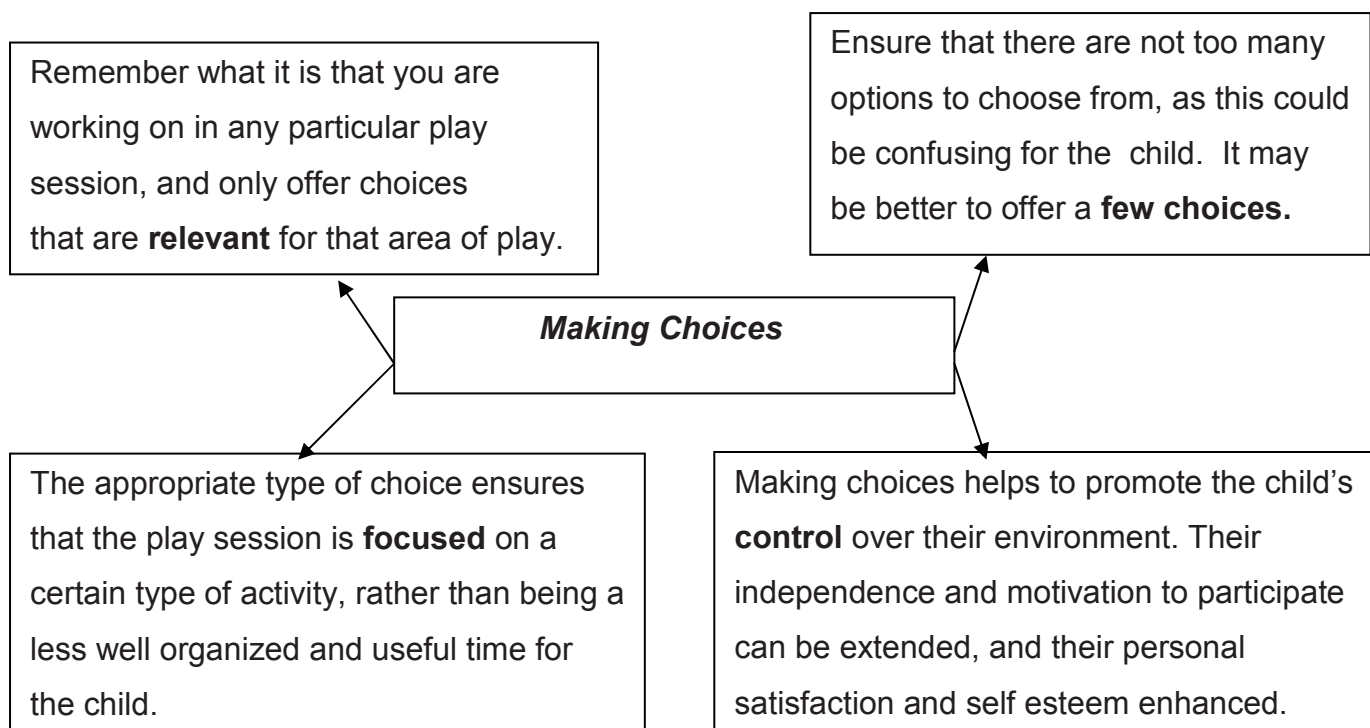 Remember what it is that you are
working on in any particular play
session, and only offer choices
that are relevant for that area of play.
Ensure that there are not too many
options to choose from, as this could
be confusing for the child. It may
be better to offer a few choices.
Making Choices
The appropriate type of choice ensures
that the play session is focused on a
certain type of activity, rather than being a
less well organized and useful time for
the child.
Making choices helps to promote the child’s
control over their environment. Their
independence and motivation to participate
can be extended, and their personal
satisfaction and self esteem enhanced.